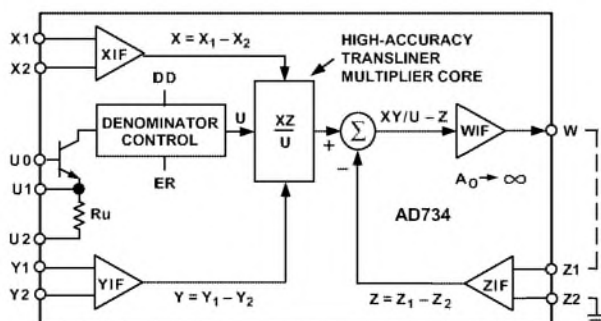 X1
X2
XIF
X = X1 – X2
HIGH-ACCURACY
TRANSLINER
MULTIPLIER CORE
DD
DENOMINATOR
CONTROL
U
XZ
U
+
Σ
–
XY/U – Z
WIF
W
A0 → ∞
U0
ER
U1
Ru
U2
AD734
Y1
Y2
YIF
Y = Y1 – Y2
Z = Z1 – Z2
ZIF
Z1
Z2